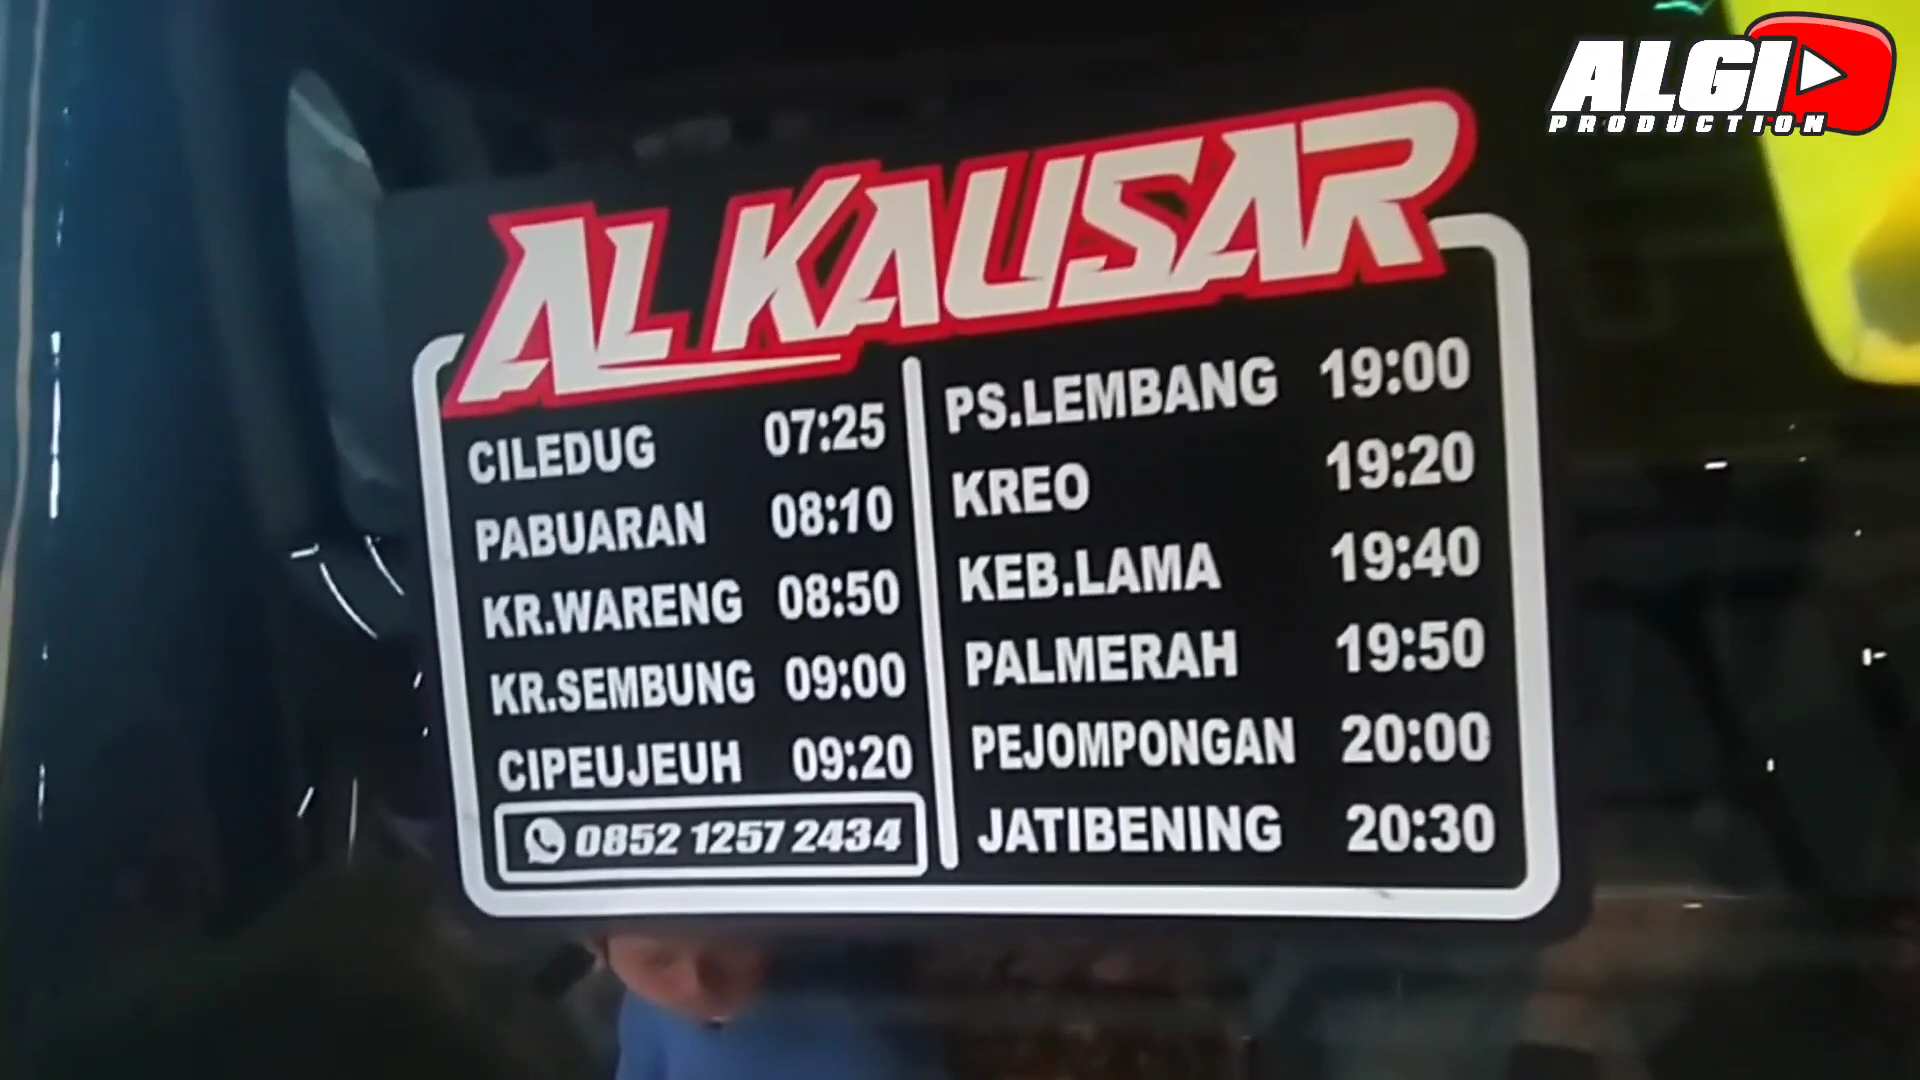 ALGI
PRODUCTION
AL KAUSAR
CILEDUG 07:25
PABUARAN 08:10
KR.WARENG 08:50
KR.SEMBUNG 09:00
CIPEUJEUH 09:20
0852 1257 2434
PS.LEMBANG 19:00
KREO 19:20
KEB.LAMA 19:40
PALMERAH 19:50
PEJOMPONGAN 20:00
JATIBENING 20:30